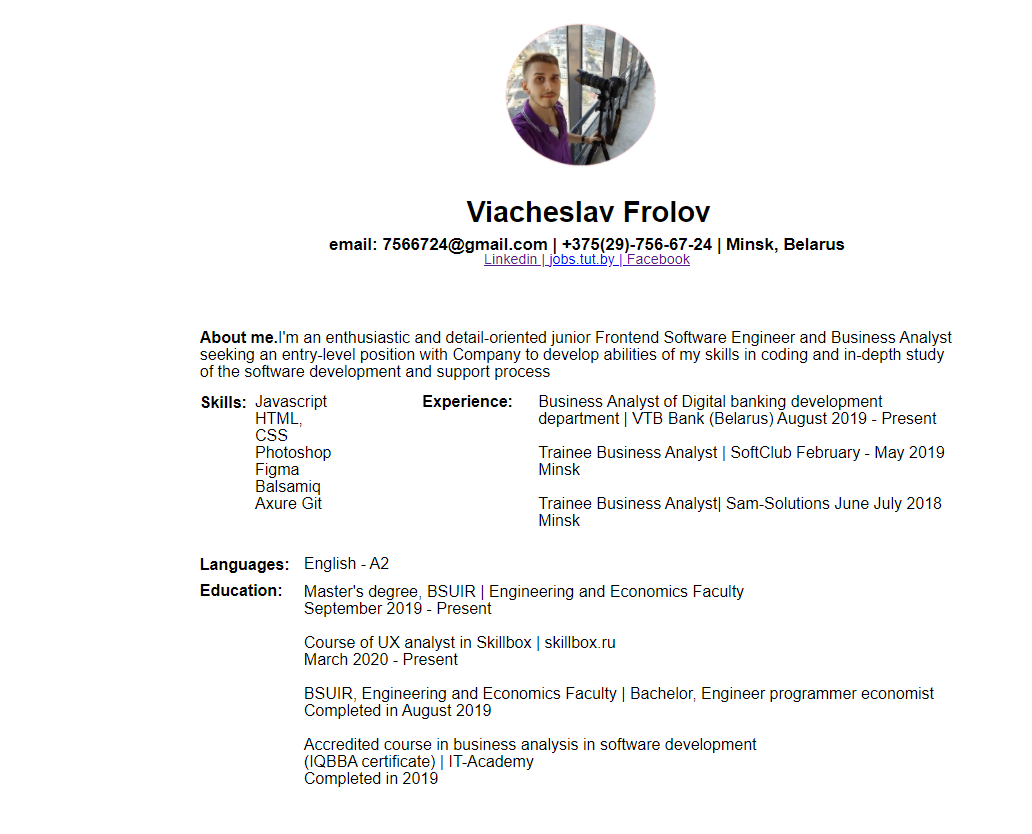 Viacheslav Frolov
email: 7566724@gmail.com | +375(29)-756-67-24 | Minsk, Belarus
Linkedin | jobs.tut.by | Facebook
About me.I'm an enthusiastic and detail-oriented junior Frontend Software Engineer and Business Analyst
seeking an entry-level position with Company to develop abilities of my skills in coding and in-depth study
of the software development and support process
Skills:
Javascript
HTML,
CSS
Photoshop
Figma
Balsamiq
Axure Git
Experience:
Business Analyst of Digital banking development
department | VTB Bank (Belarus) August 2019 - Present
Trainee Business Analyst | SoftClub February - May 2019
Minsk
Trainee Business Analyst| Sam-Solutions June July 2018
Minsk
Languages:
English - A2
Education:
Master's degree, BSUIR | Engineering and Economics Faculty
September 2019 - Present
Course of UX analyst in Skillbox | skillbox.ru
March 2020 - Present
BSUIR, Engineering and Economics Faculty | Bachelor, Engineer programmer economist
Completed in August 2019
Accredited course in business analysis in software development
(IQBBA certificate) | IT-Academy
Completed in 2019